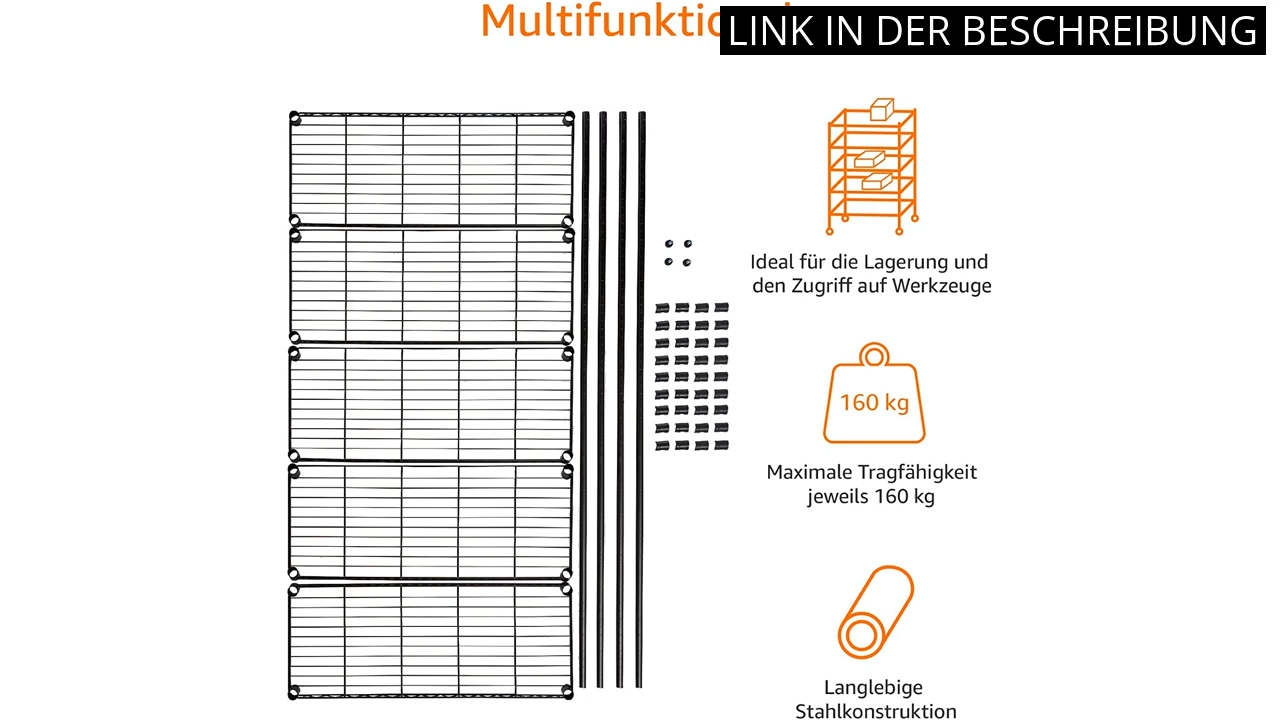 LINK IN DER BESCHREIBUNG
Ideal für die Lagerung und
den Zugriff auf Werkzeuge
160 kg
Maximale Tragfähigkeit
jeweils 160 kg
Langlebige
Stahlkonstruktion